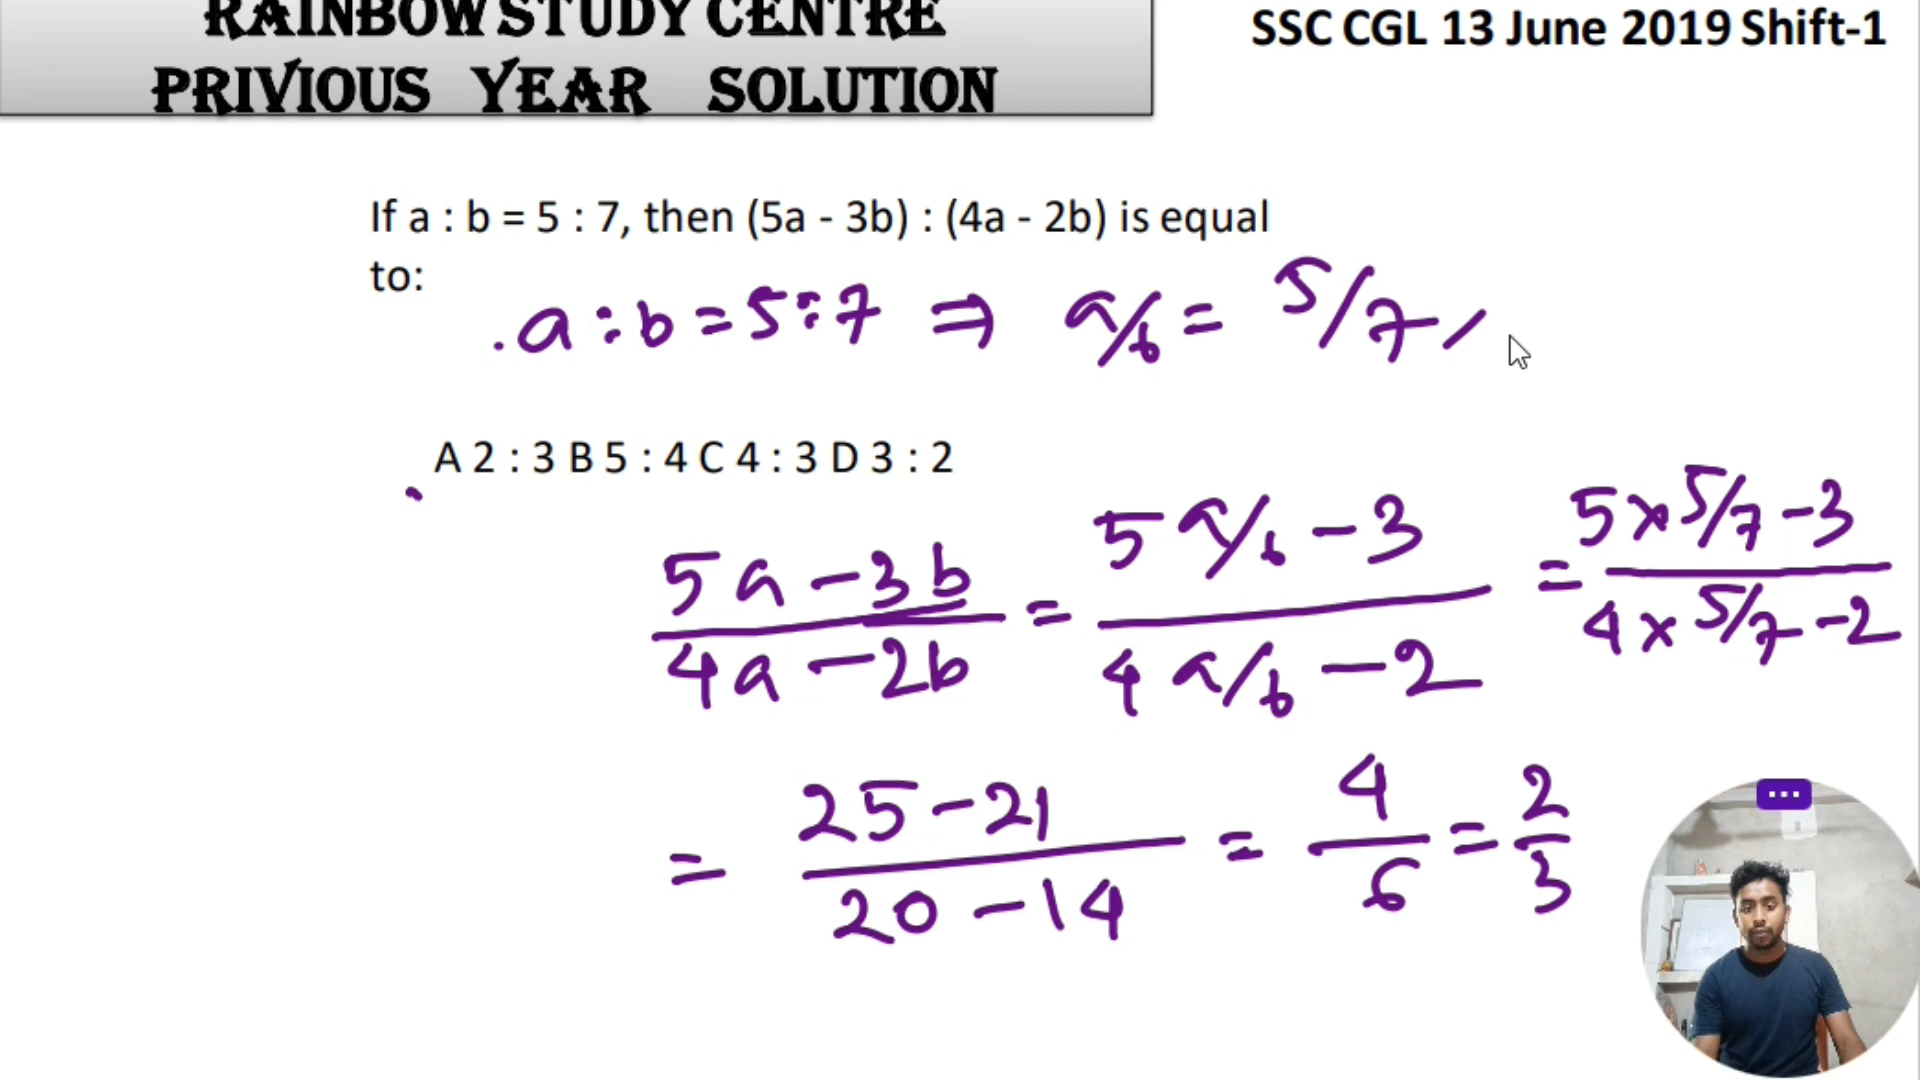 RAINBOW STUDY CENTRE
PRIVIOUS YEAR SOLUTION
SSC CGL 13 June 2019 Shift-1
If a : b = 5 : 7, then (5a - 3b) : (4a - 2b) is equal
to:
a : b = 5 : 7 ⇒ a/b = 5/7
A 2 : 3 B 5 : 4 C 4 : 3 D 3 : 2
(5a - 3b)/(4a - 2b) = (5 a/b - 3)/(4 a/b - 2) = (5 × 5/7 - 3)/(4 × 5/7 - 2)
= (25 - 21)/(20 - 14) = 4/6 = 2/3